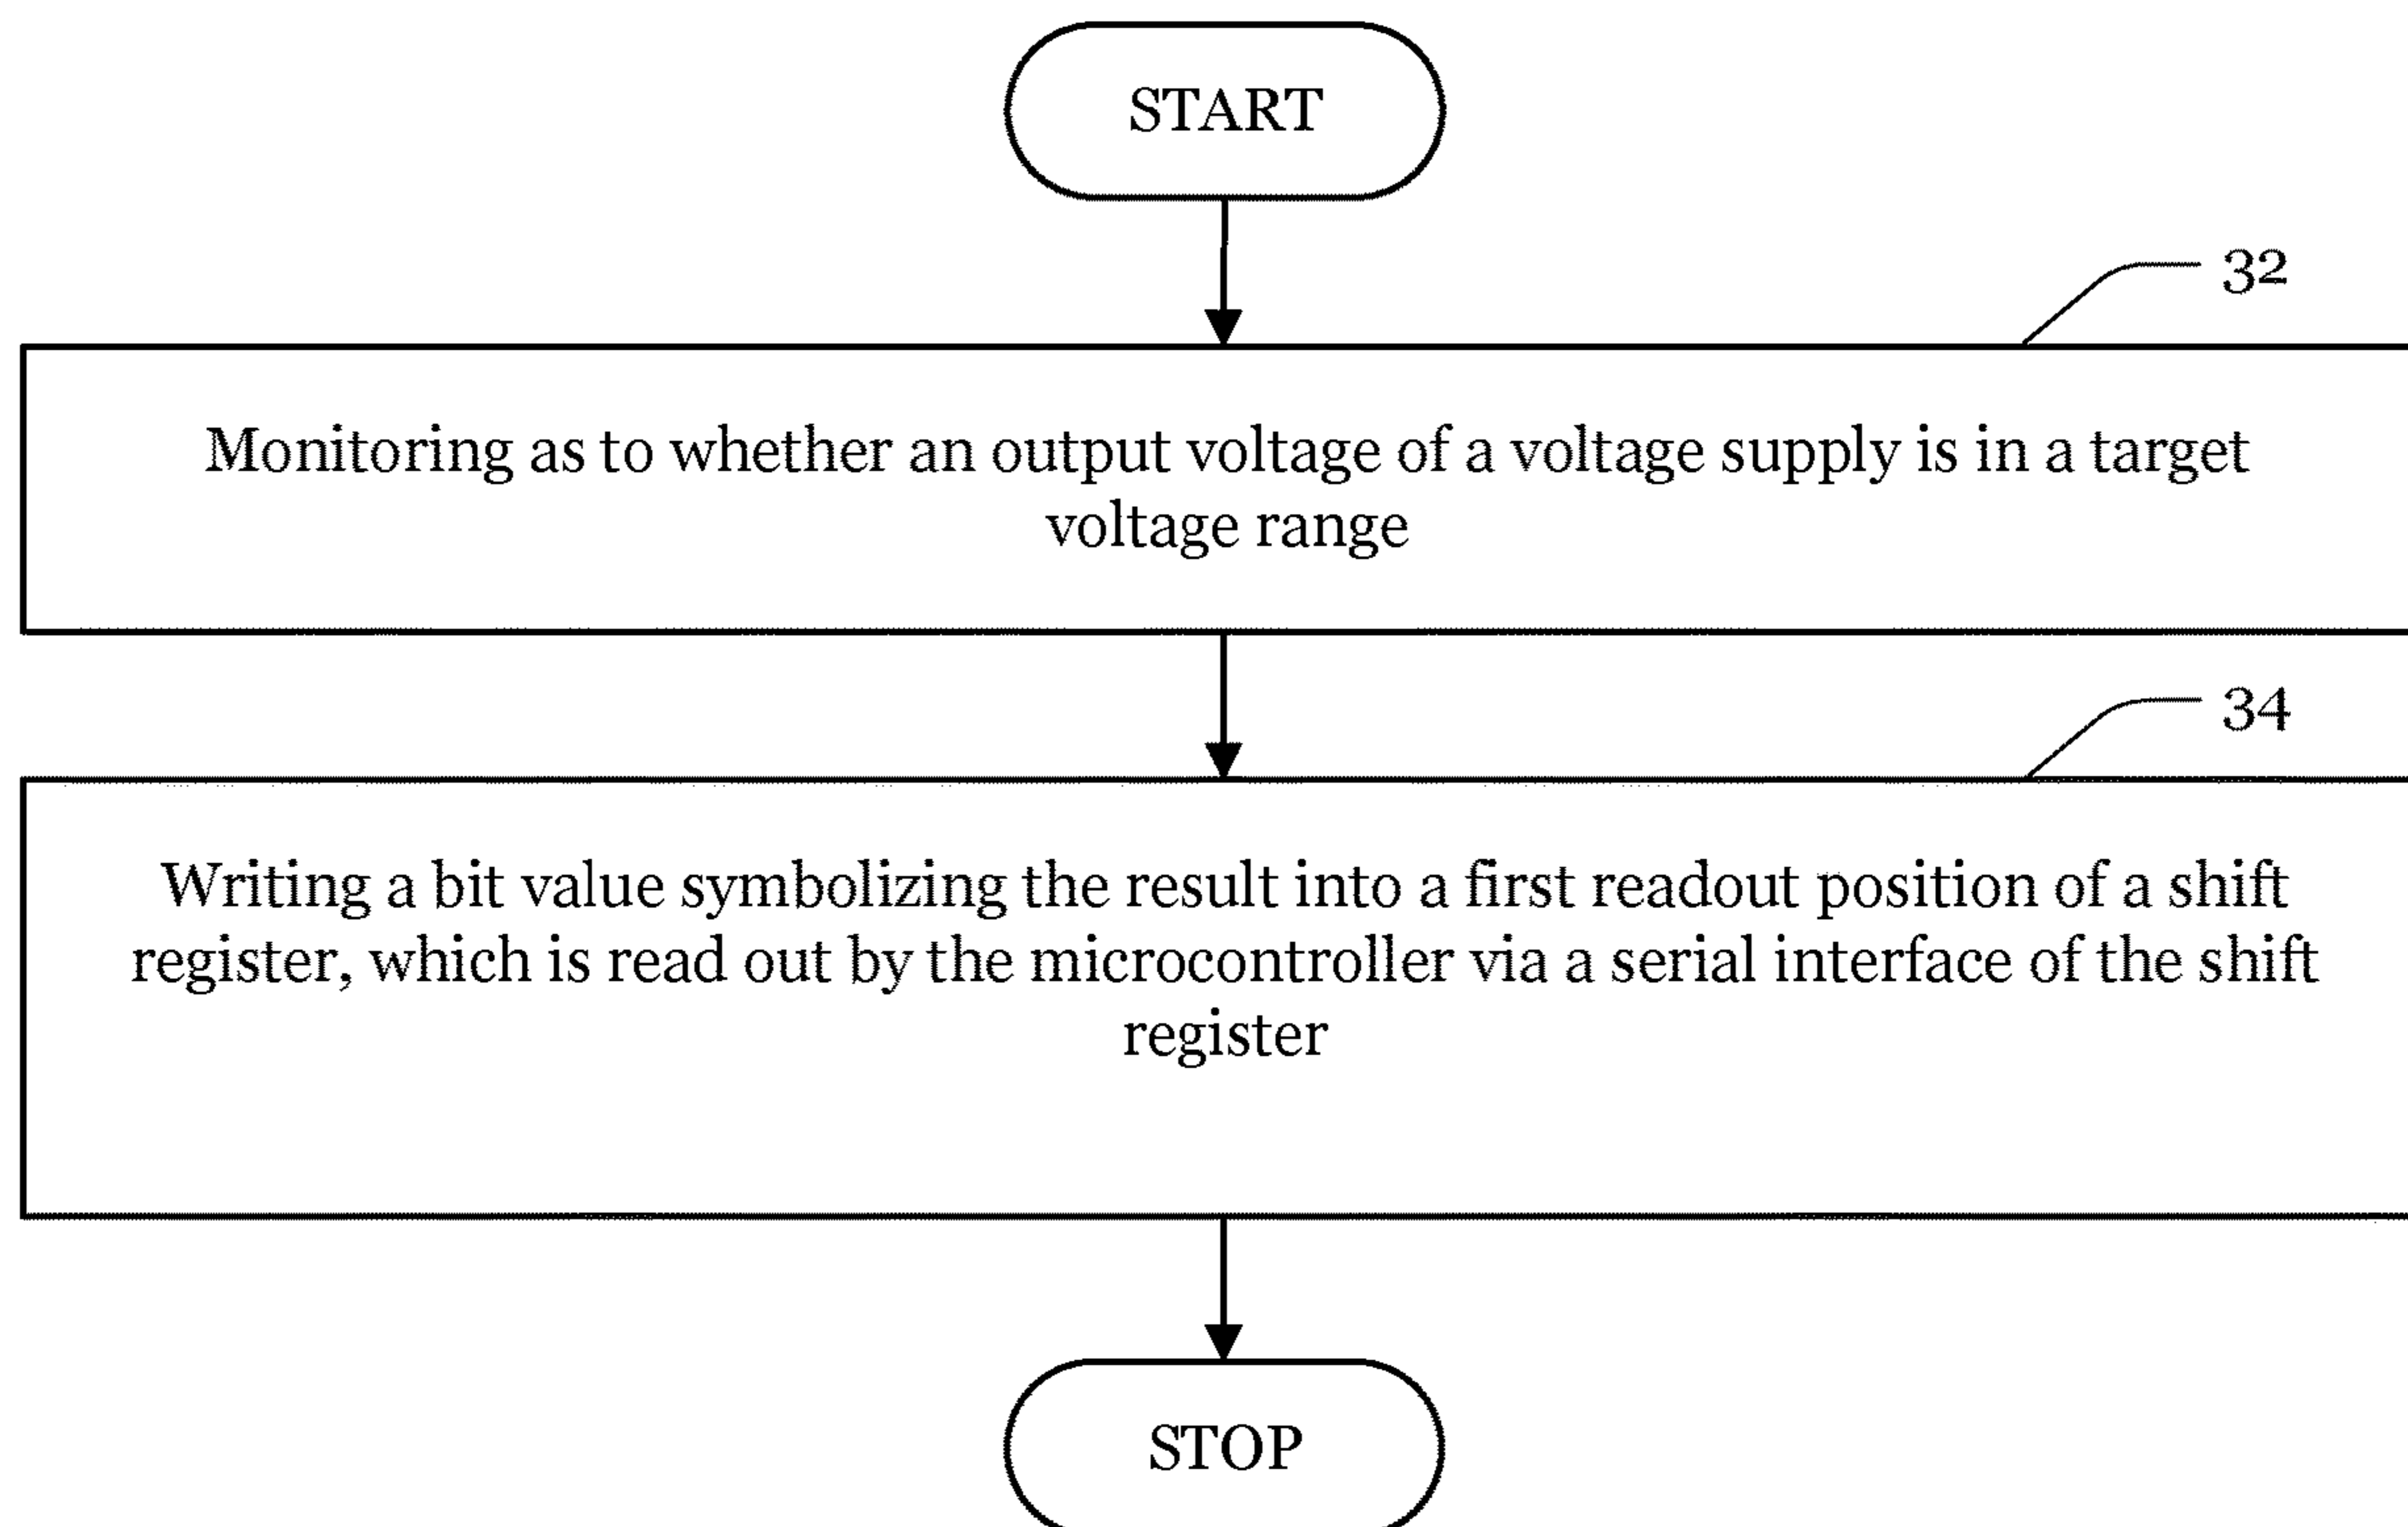 START
32
Monitoring as to whether an output voltage of a voltage supply is in a target
voltage range
34
Writing a bit value symbolizing the result into a first readout position of a shift
register, which is read out by the microcontroller via a serial interface of the shift
register
STOP